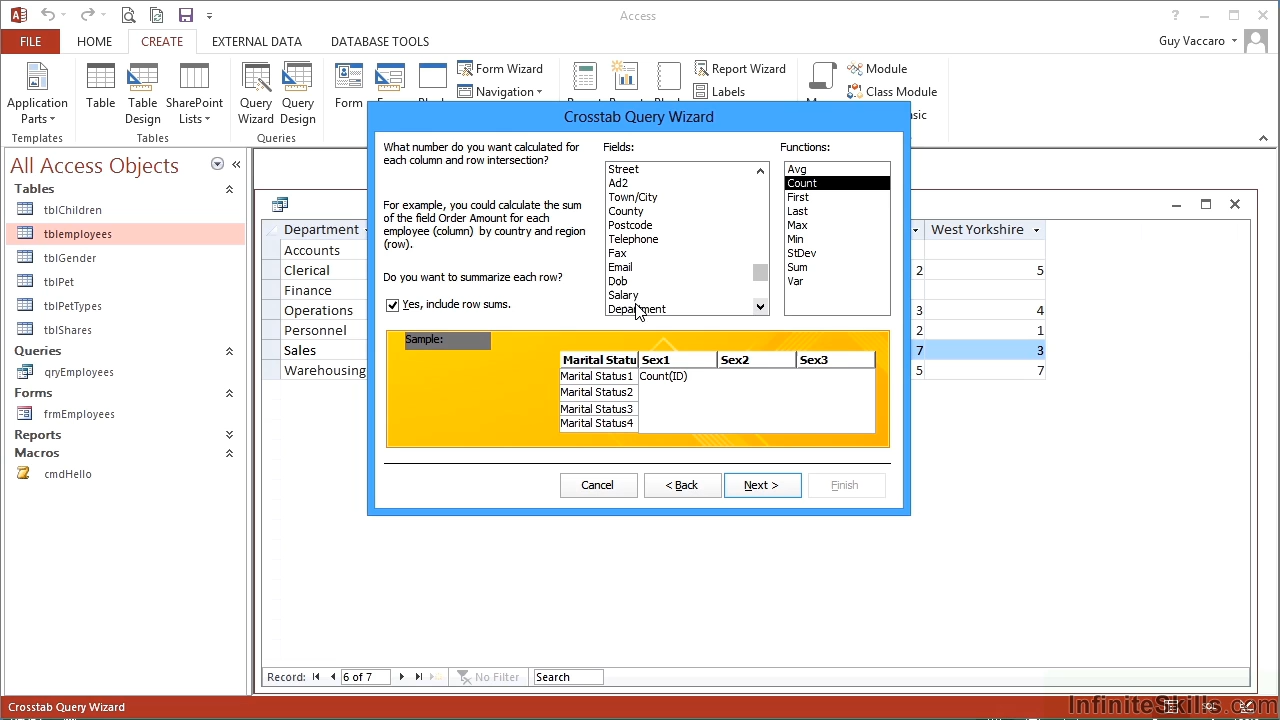 Access
?
FILE
HOME
CREATE
EXTERNAL DATA
DATABASE TOOLS
Guy Vaccaro
Application
Parts
Templates
Table
Table
Design
SharePoint
Lists
Tables
Query
Wizard
Query
Design
Queries
Form
Form Wizard
Navigation
Report Wizard
Labels
Module
Class Module
All Access Objects
Tables
tblChildren
tblemployees
tblGender
tblPet
tblPetTypes
tblShares
Queries
qryEmployees
Forms
frmEmployees
Reports
Macros
cmdHello
Crosstab Query Wizard
What number do you want calculated for
each column and row intersection?
For example, you could calculate the sum
of the field Order Amount for each
employee (column) by country and region
(row).
Do you want to summarize each row?
Yes, include row sums.
Fields:
Street
Ad2
Town/City
County
Postcode
Telephone
Fax
Email
Dob
Salary
Department
Functions:
Avg
Count
First
Last
Max
Min
StDev
Sum
Var
Sample:
Marital Statu Sex1 Sex2 Sex3
Marital Status1 Count(ID)
Marital Status2
Marital Status3
Marital Status4
Cancel
< Back
Next >
Finish
Department
West Yorkshire
Accounts
Clerical 2 5
Finance
Operations 3 4
Personnel 2 1
Sales 7 3
Warehousing 5 7
Record:
6 of 7
No Filter
Search
Crosstab Query Wizard
InfiniteSkills.com